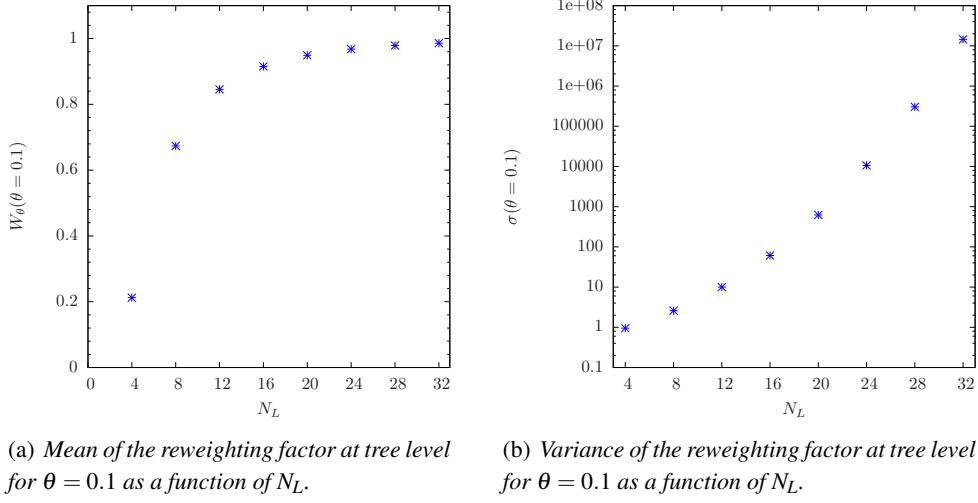 1
0.8
0.6
0.4
0.2
0
0 4 8 12 16 20 24 28 32
N_L
W_θ(θ = 0.1)
1e+08
1e+07
1e+06
100000
10000
1000
100
10
1
0.1
4 8 12 16 20 24 28 32
N_L
σ(θ = 0.1)
(a) Mean of the reweighting factor at tree level
for θ = 0.1 as a function of N_L.
(b) Variance of the reweighting factor at tree level
for θ = 0.1 as a function of N_L.